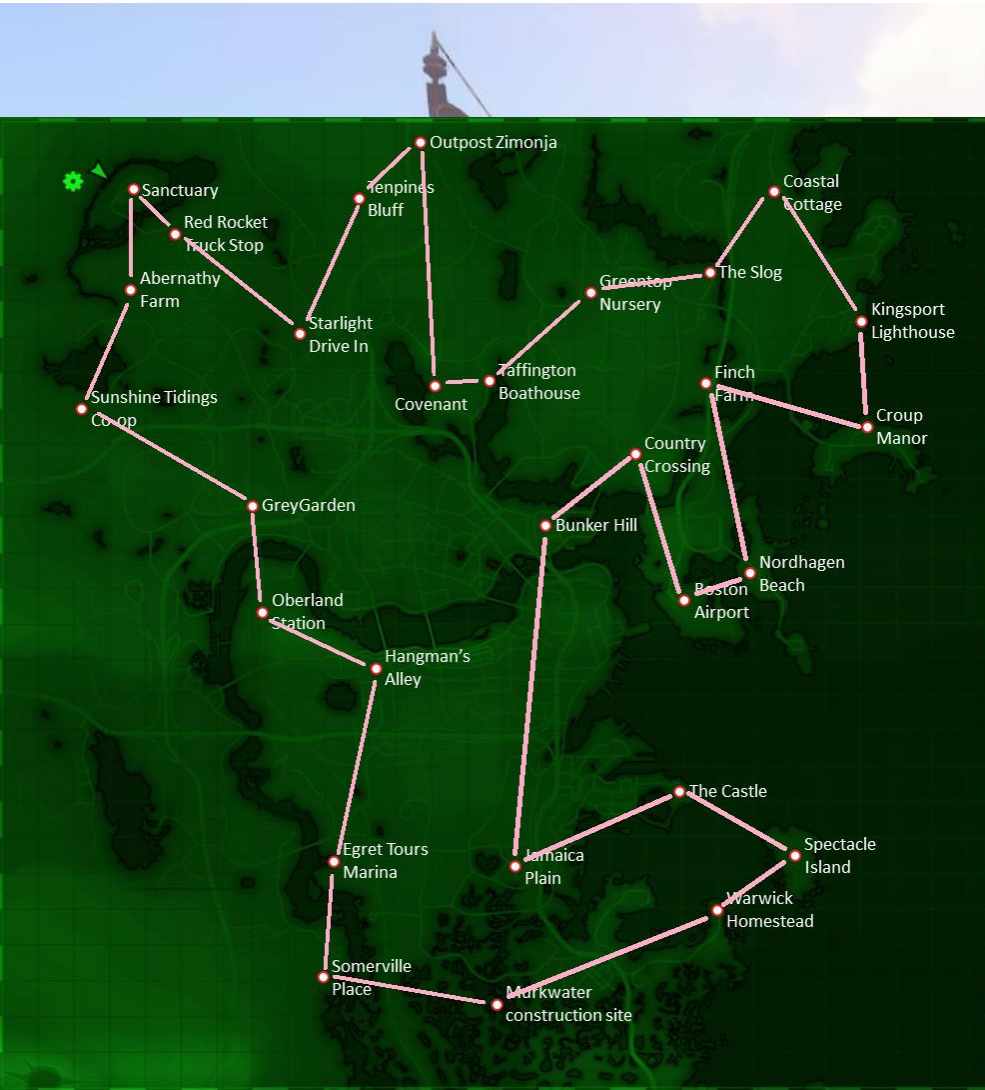 Outpost Zimonja
Sanctuary
Tenpines
Bluff
Coastal
Cottage
Red Rocket
Truck Stop
Abernathy
Farm
The Slog
Greentop
Nursery
Starlight
Drive In
Kingsport
Lighthouse
Taffington
Boathouse
Covenant
Finch
Farm
Sunshine Tidings
Co-op
Croup
Manor
Country
Crossing
GreyGarden
Bunker Hill
Nordhagen
Beach
Boston
Airport
Oberland
Station
Hangman's
Alley
The Castle
Egret Tours
Marina
Jamaica
Plain
Spectacle
Island
Warwick
Homestead
Somerville
Place
Murkwater
construction site